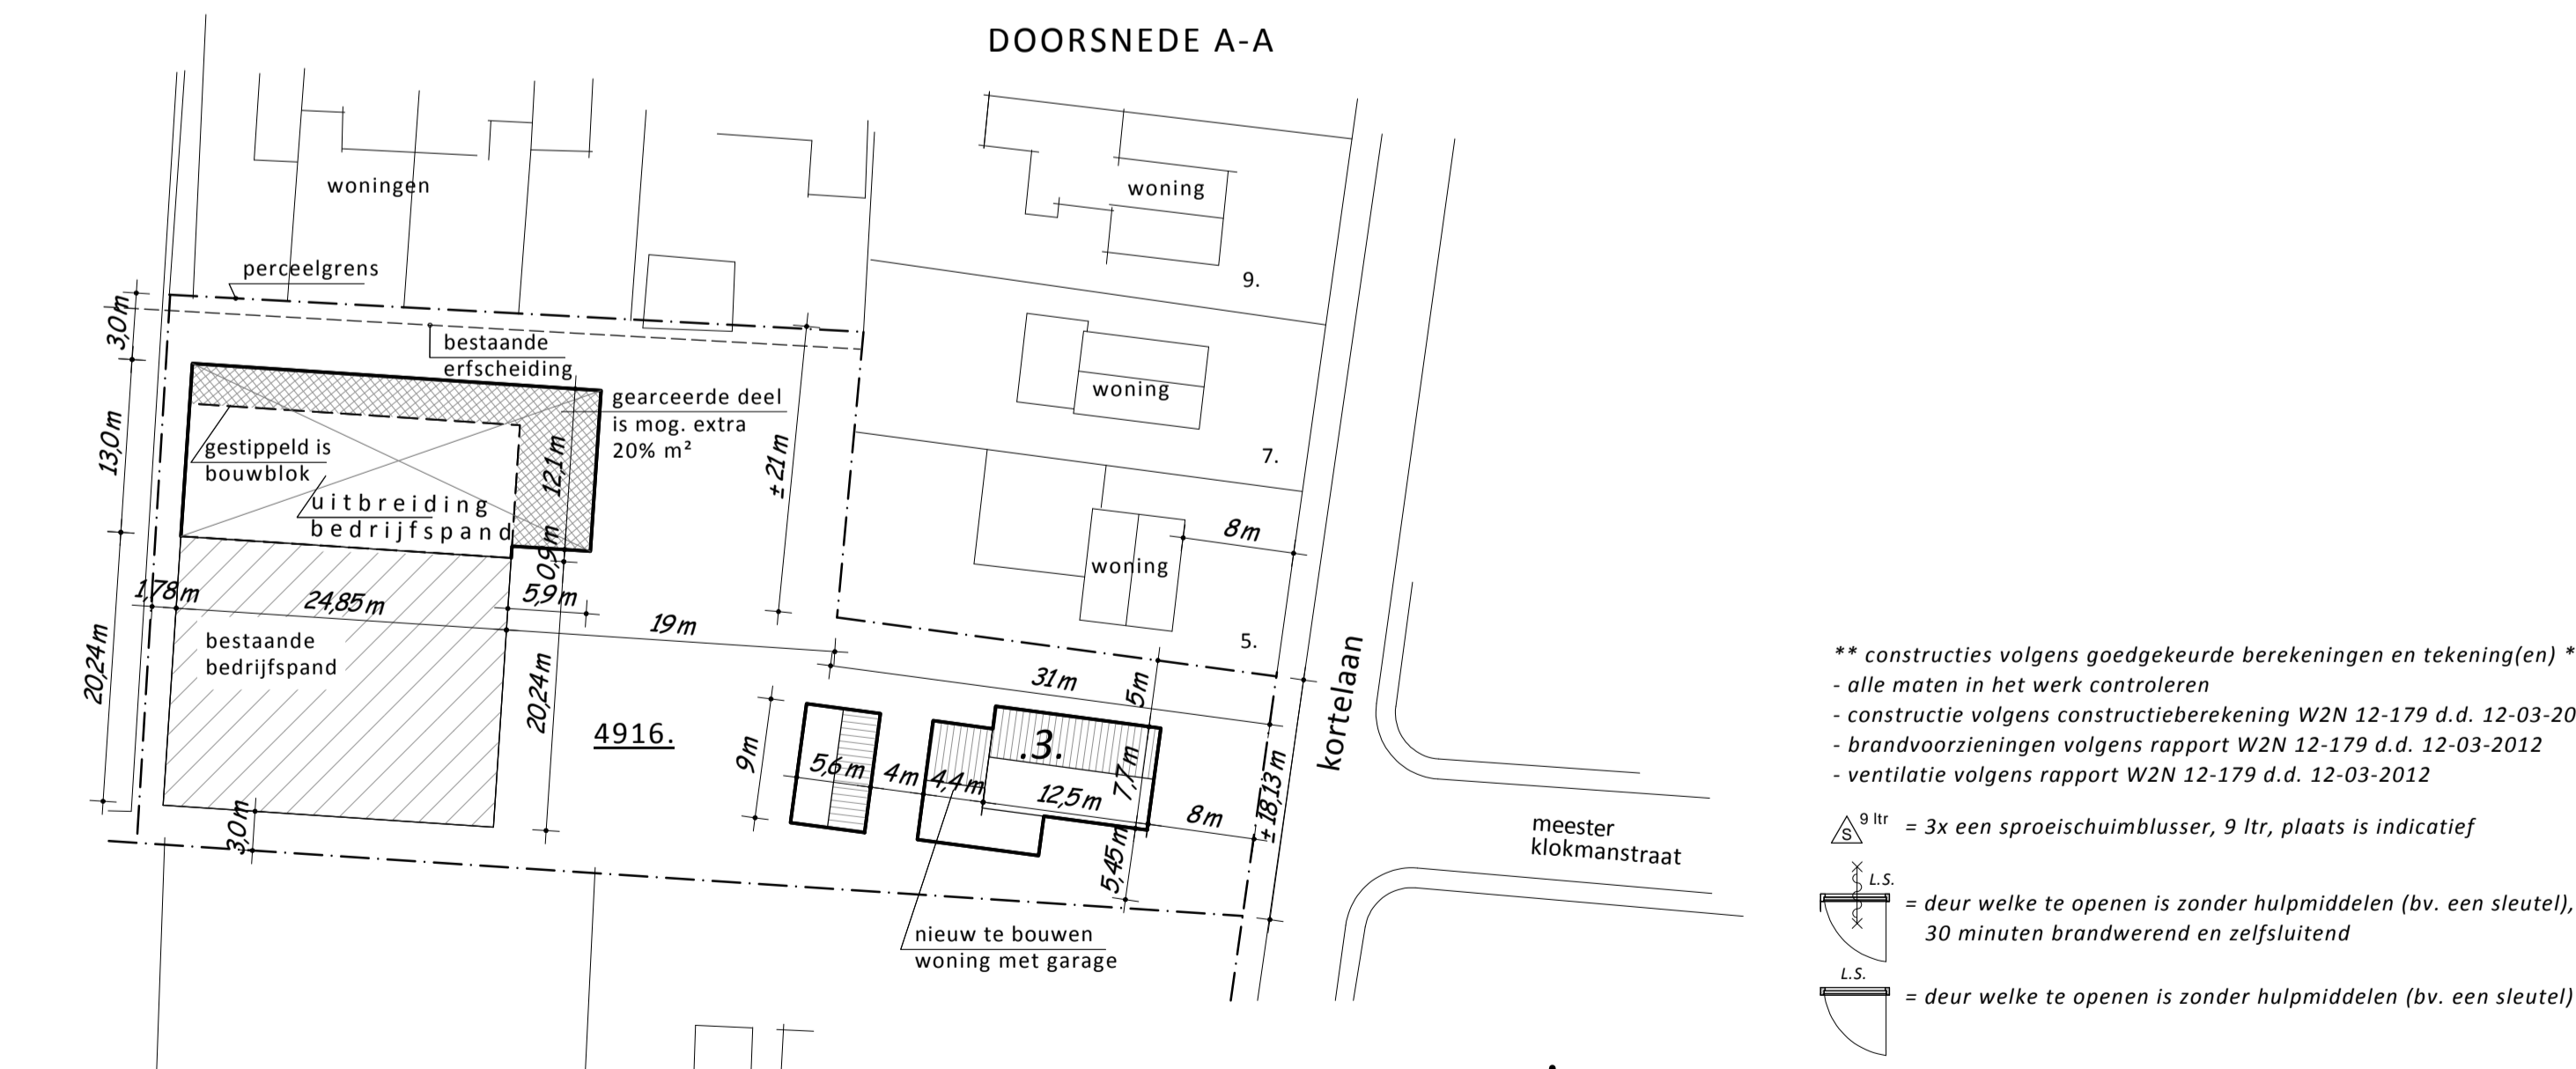 DOORSNEDE A-A
woningen
woning
perceelgrens
9.
3,0m
bestaande
erfscheiding
woning
gearceerde deel
is mog. extra
20% m²
13,0m
gestippeld is
bouwblok
12,1m
±21m
7.
uitbreiding
bedrijfspand
0,9m
8m
woning
1,78m
24,85m
5,9m
19m
5.
bestaande
bedrijfspand
20,24m
20,24m
31m
5m
kortelaan
4916.
9m
.3.
5,6m
4m
4,4m
12,5m
7,7m
8m
±18,13m
3,0m
5,45m
meester
klokmanstraat
nieuw te bouwen
woning met garage
** constructies volgens goedgekeurde berekeningen en tekening(en) *
- alle maten in het werk controleren
- constructie volgens constructieberekening W2N 12-179 d.d. 12-03-20
- brandvoorzieningen volgens rapport W2N 12-179 d.d. 12-03-2012
- ventilatie volgens rapport W2N 12-179 d.d. 12-03-2012
S 9 ltr = 3x een sproeischuimblusser, 9 ltr, plaats is indicatief
L.S.
= deur welke te openen is zonder hulpmiddelen (bv. een sleutel),
30 minuten brandwerend en zelfsluitend
L.S.
= deur welke te openen is zonder hulpmiddelen (bv. een sleutel)